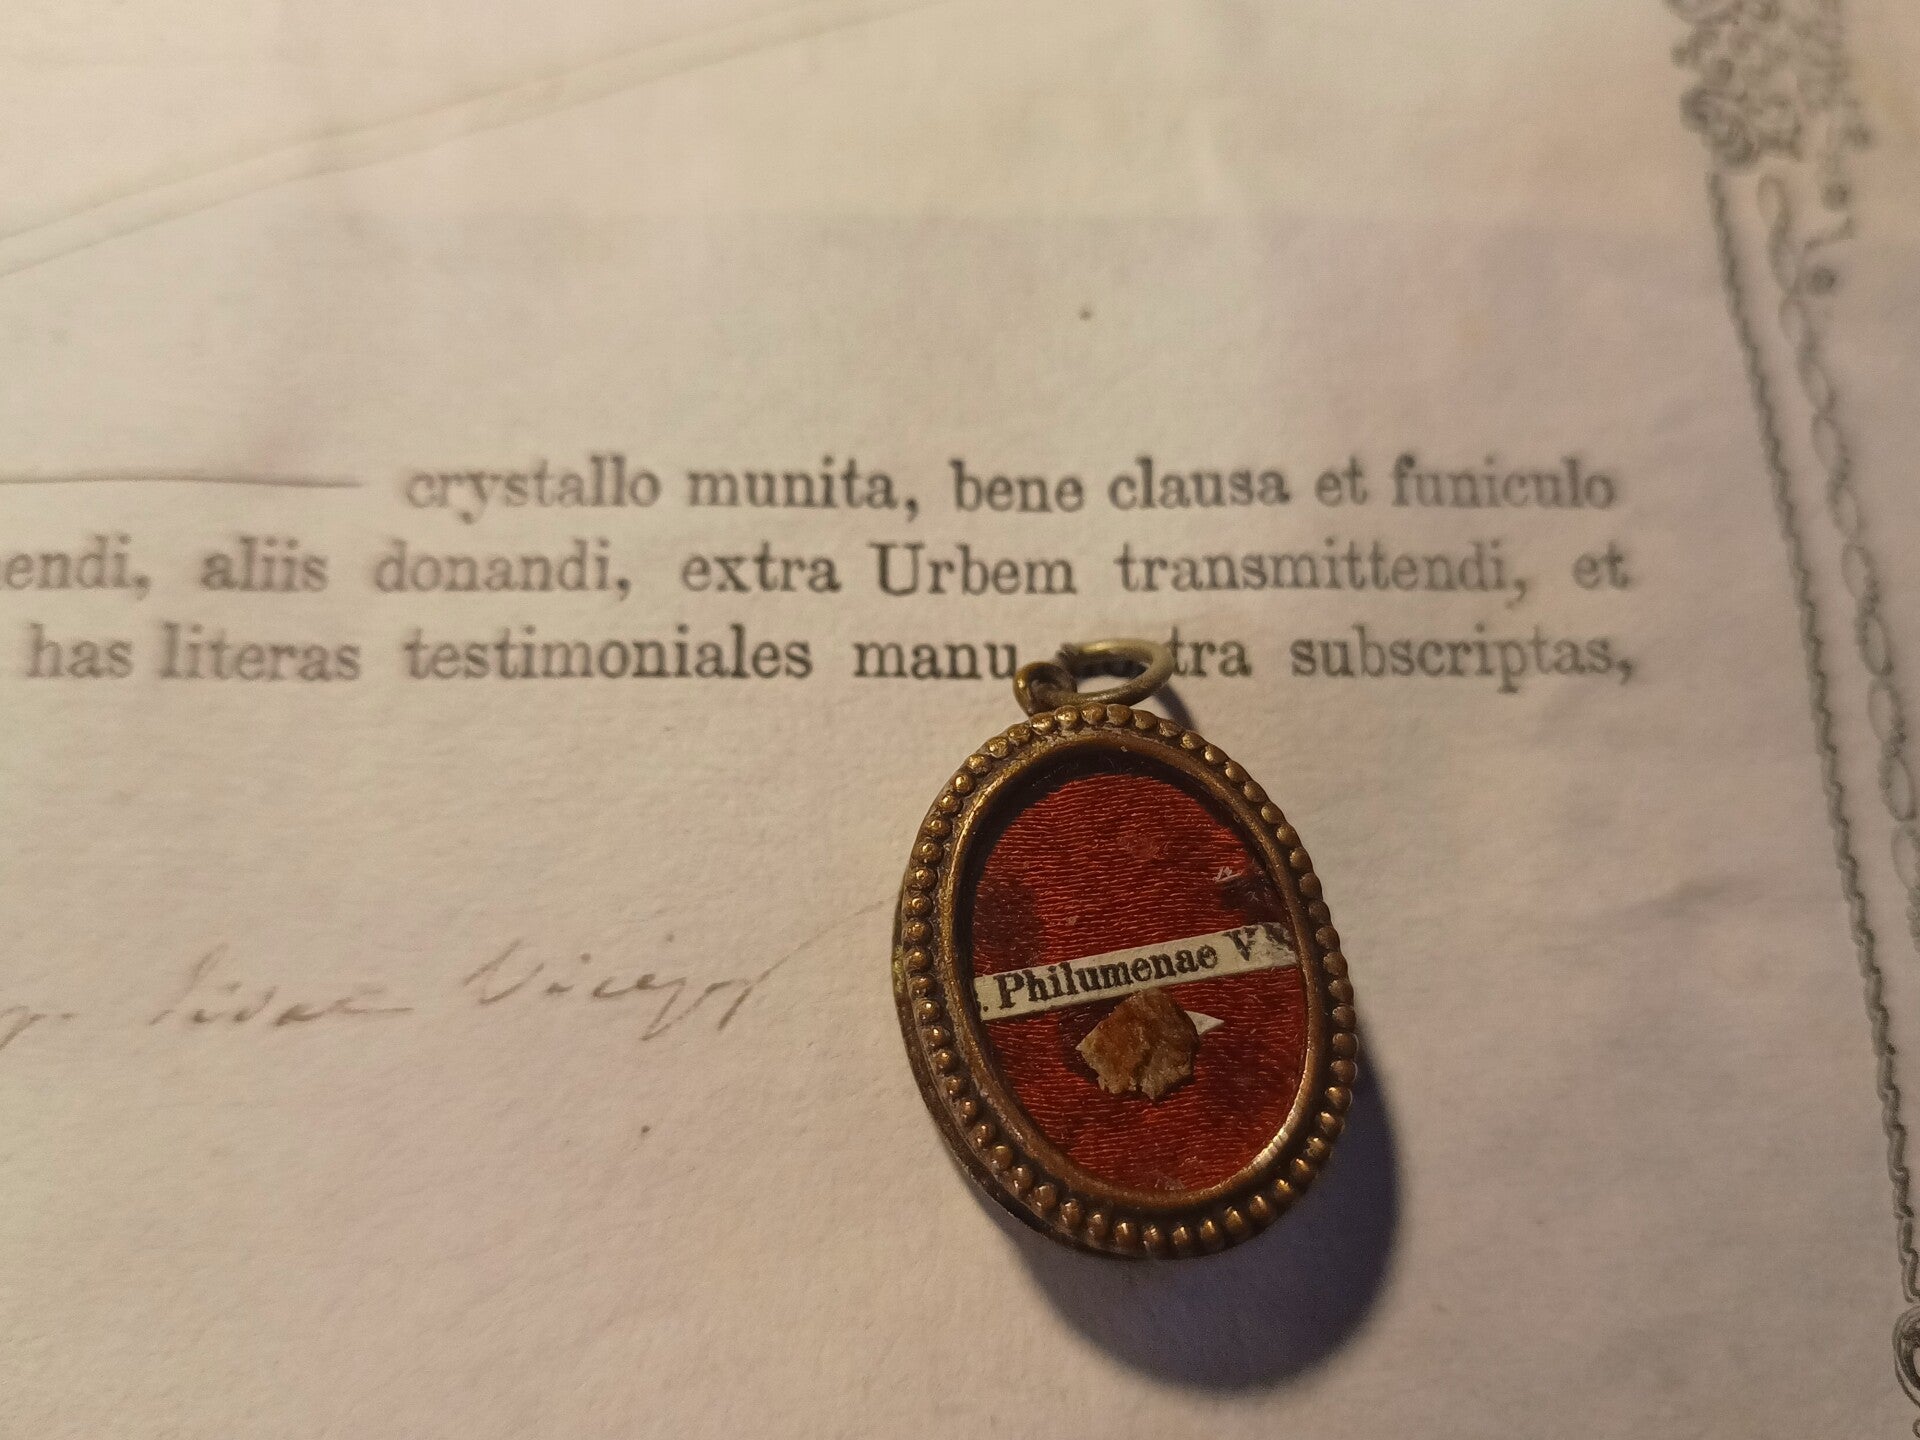 crystallo munita, bene clausa et funiculo
endi, aliis donandi, extra Urbem transmittendi, et
has literas testimoniales manu tra subscriptas,
. Philumenae V